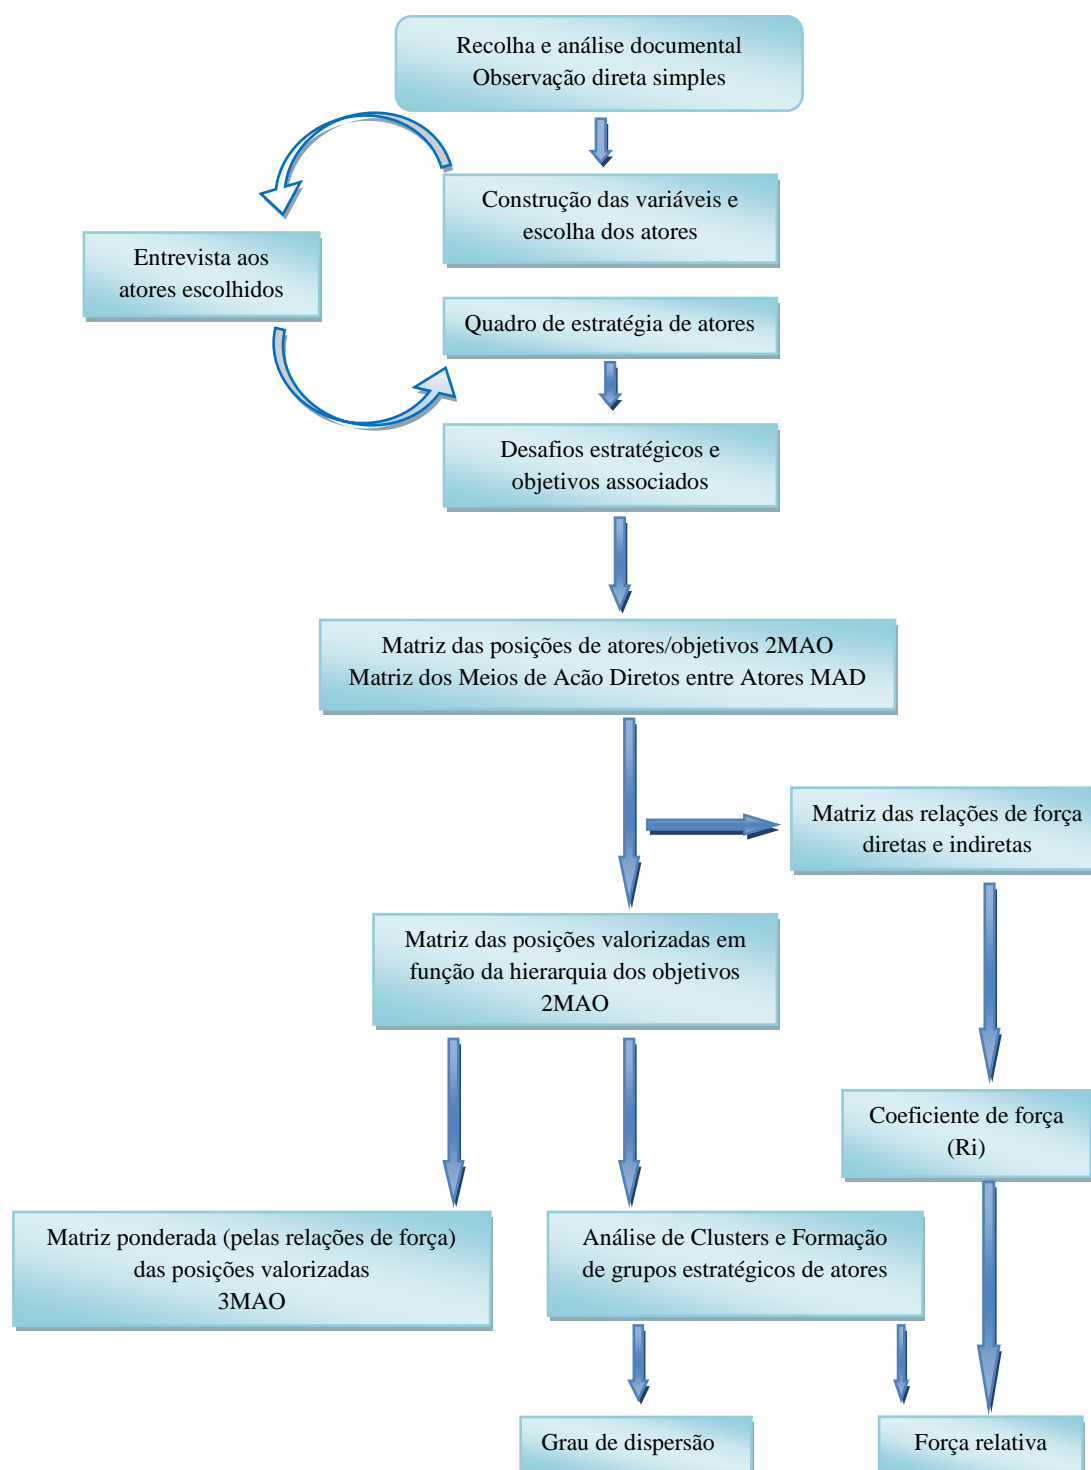 Recolha e análise documental
Observação direta simples
Construção das variáveis e
escolha dos atores
Entrevista aos
atores escolhidos
Quadro de estratégia de atores
Desafios estratégicos e
objetivos associados
Matriz das posições de atores/objetivos 2MAO
Matriz dos Meios de Acão Diretos entre Atores MAD
Matriz das relações de força
diretas e indiretas
Matriz das posições valorizadas em
função da hierarquia dos objetivos
2MAO
Coeficiente de força
(Ri)
Matriz ponderada (pelas relações de força)
das posições valorizadas
3MAO
Análise de Clusters e Formação
de grupos estratégicos de atores
Grau de dispersão
Força relativa